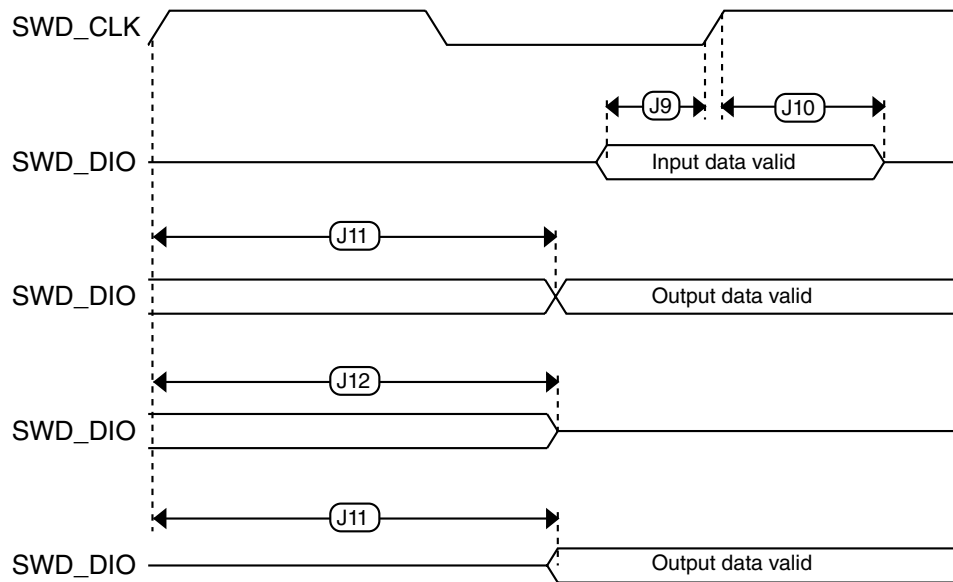 SWD_CLK
J9
J10
SWD_DIO
Input data valid
J11
SWD_DIO
Output data valid
J12
SWD_DIO
J11
SWD_DIO
Output data valid